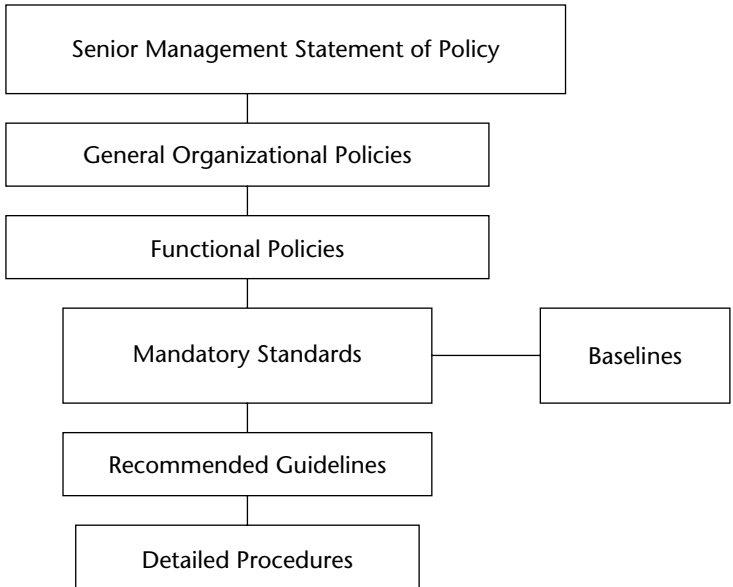 Senior Management Statement of Policy
General Organizational Policies
Functional Policies
Mandatory Standards
Baselines
Recommended Guidelines
Detailed Procedures